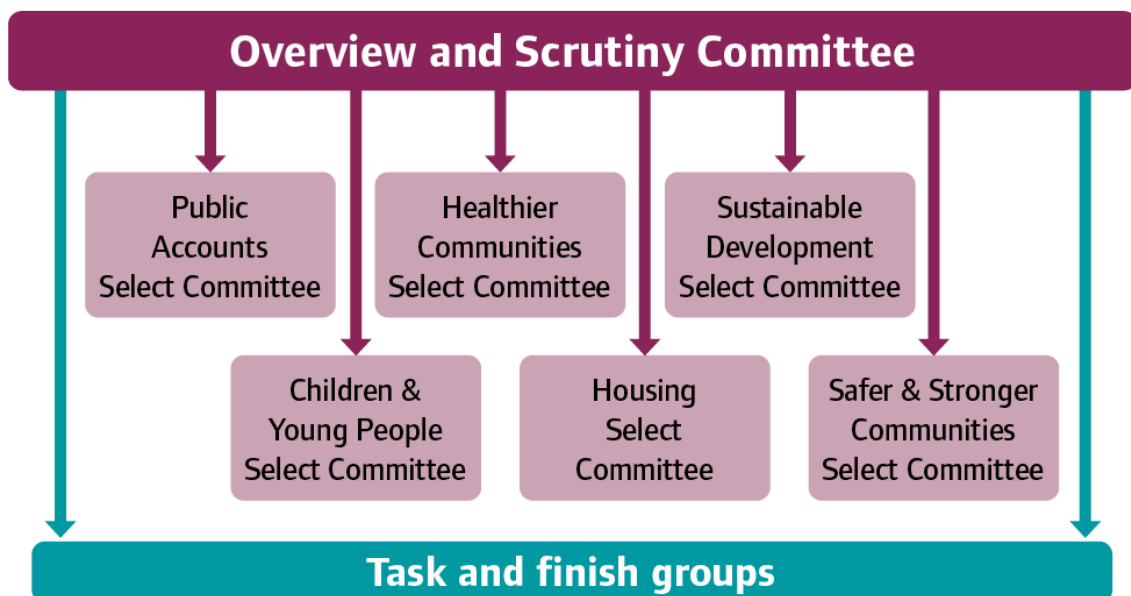 Overview and Scrutiny Committee
Public
Accounts
Select Committee
Healthier
Communities
Select Committee
Sustainable
Development
Select Committee
Children &
Young People
Select Committee
Housing
Select
Committee
Safer & Stronger
Communities
Select Committee
Task and finish groups